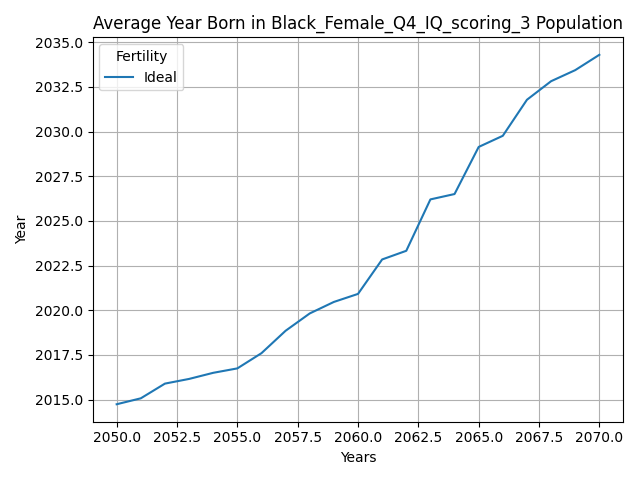 Average Year Born in Black_Female_Q4_IQ_scoring_3 Population
Fertility
Ideal
2035.0
2032.5
2030.0
2027.5
2025.0
2022.5
2020.0
2017.5
2015.0
Year
2050.0 2052.5 2055.0 2057.5 2060.0 2062.5 2065.0 2067.5 2070.0
Years